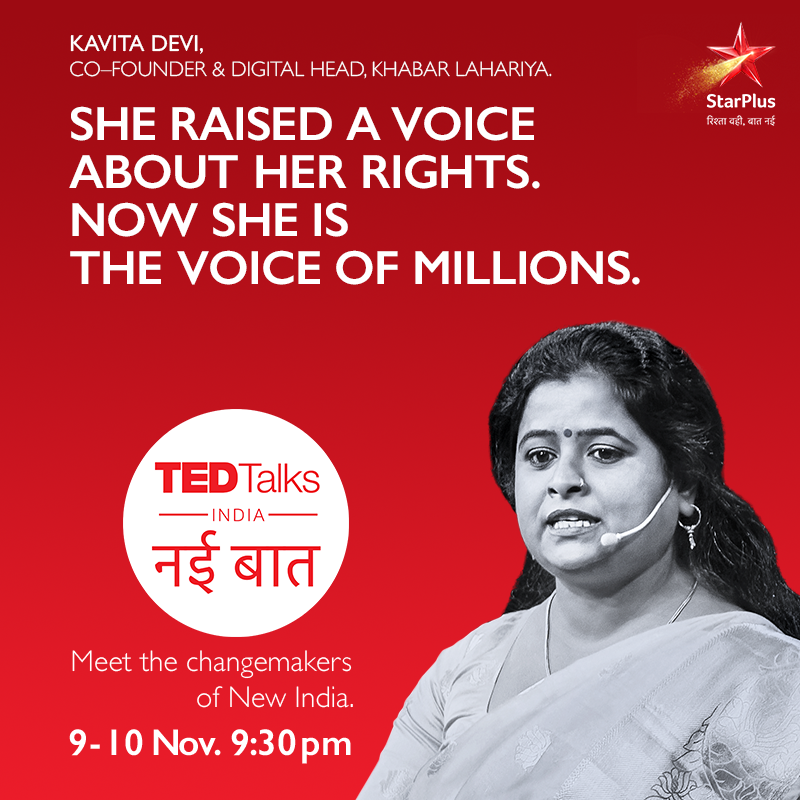 KAVITA DEVI,
CO–FOUNDER & DIGITAL HEAD, KHABAR LAHARIYA.
StarPlus
रिश्ता वही, बात नई
SHE RAISED A VOICE
ABOUT HER RIGHTS.
NOW SHE IS
THE VOICE OF MILLIONS.
TEDTalks
INDIA
नई बात
Meet the changemakers
of New India.
9-10 Nov. 9:30 pm